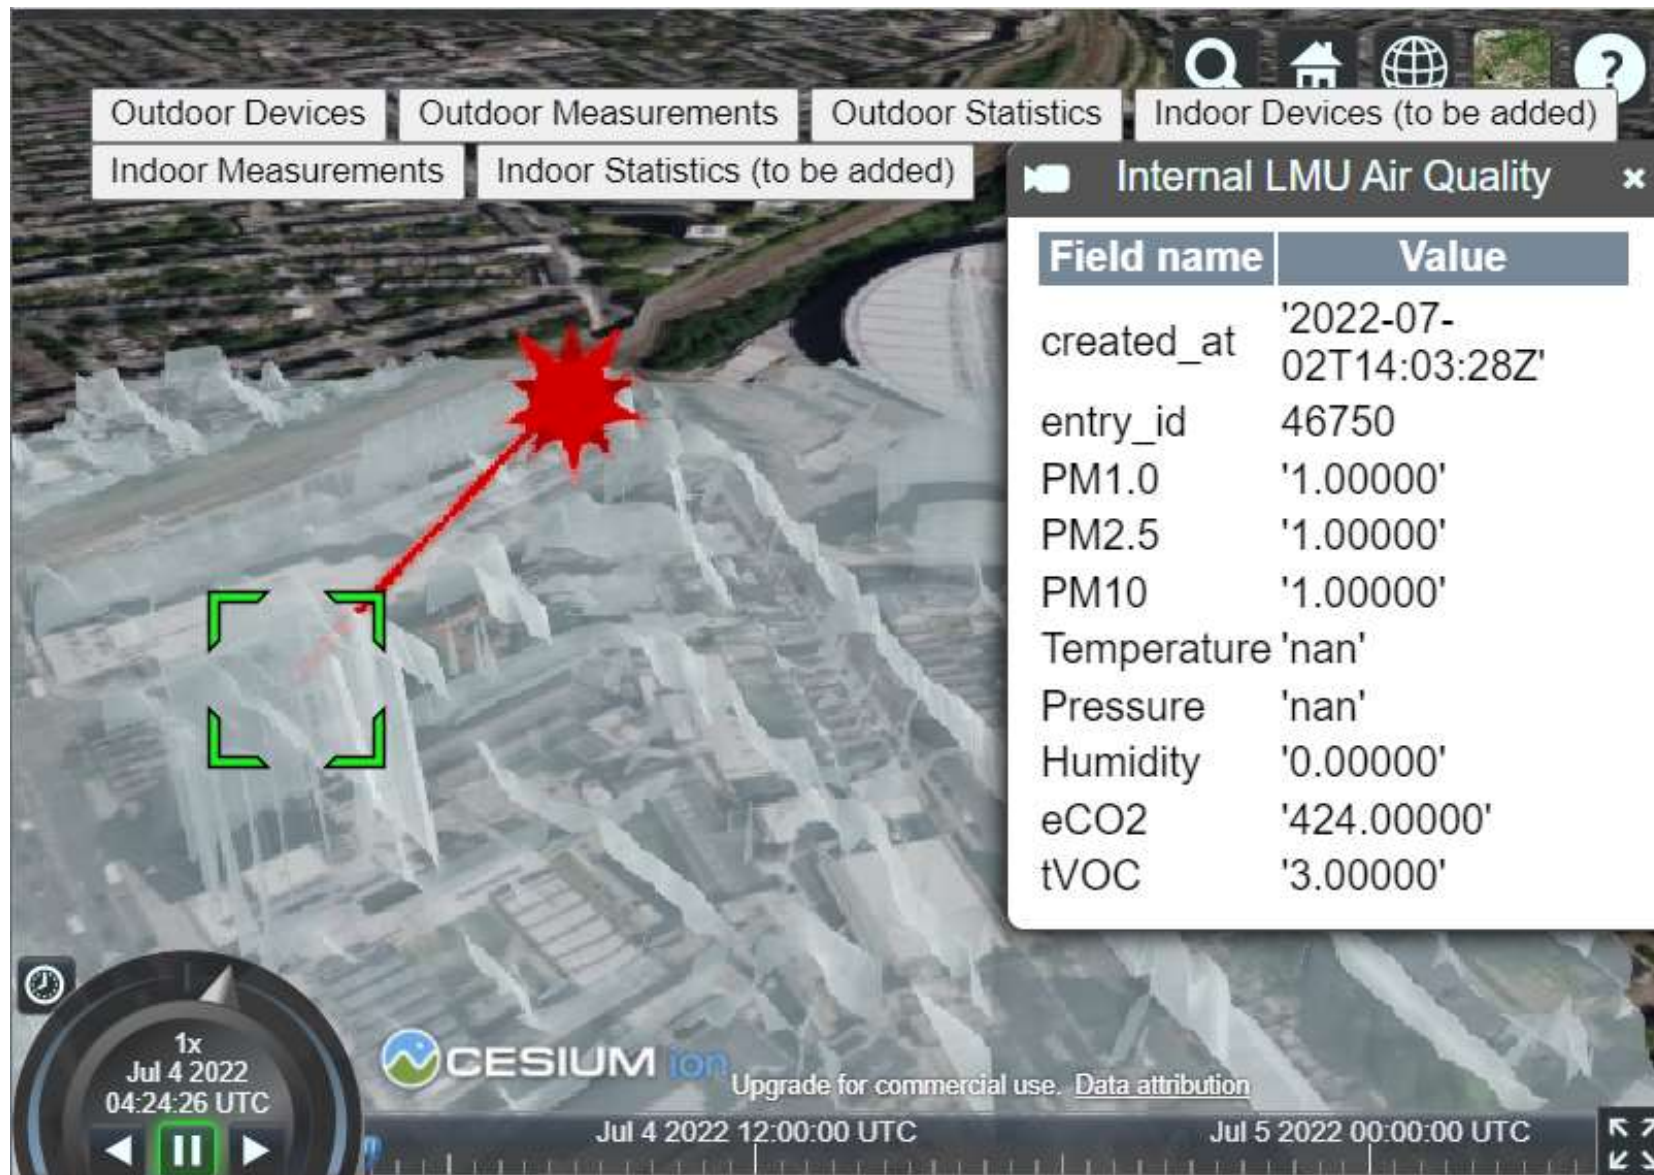 ?
Outdoor Devices
Outdoor Measurements
Outdoor Statistics
Indoor Devices (to be added)
Indoor Measurements
Indoor Statistics (to be added)
Internal LMU Air Quality ×
Field name Value
created_at '2022-07-
02T14:03:28Z'
entry_id 46750
PM1.0 '1.00000'
PM2.5 '1.00000'
PM10 '1.00000'
Temperature 'nan'
Pressure 'nan'
Humidity '0.00000'
eCO2 '424.00000'
tVOC '3.00000'
1x
Jul 4 2022
04:24:26 UTC
CESIUM ion
Upgrade for commercial use. Data attribution
Jul 4 2022 12:00:00 UTC
Jul 5 2022 00:00:00 UTC